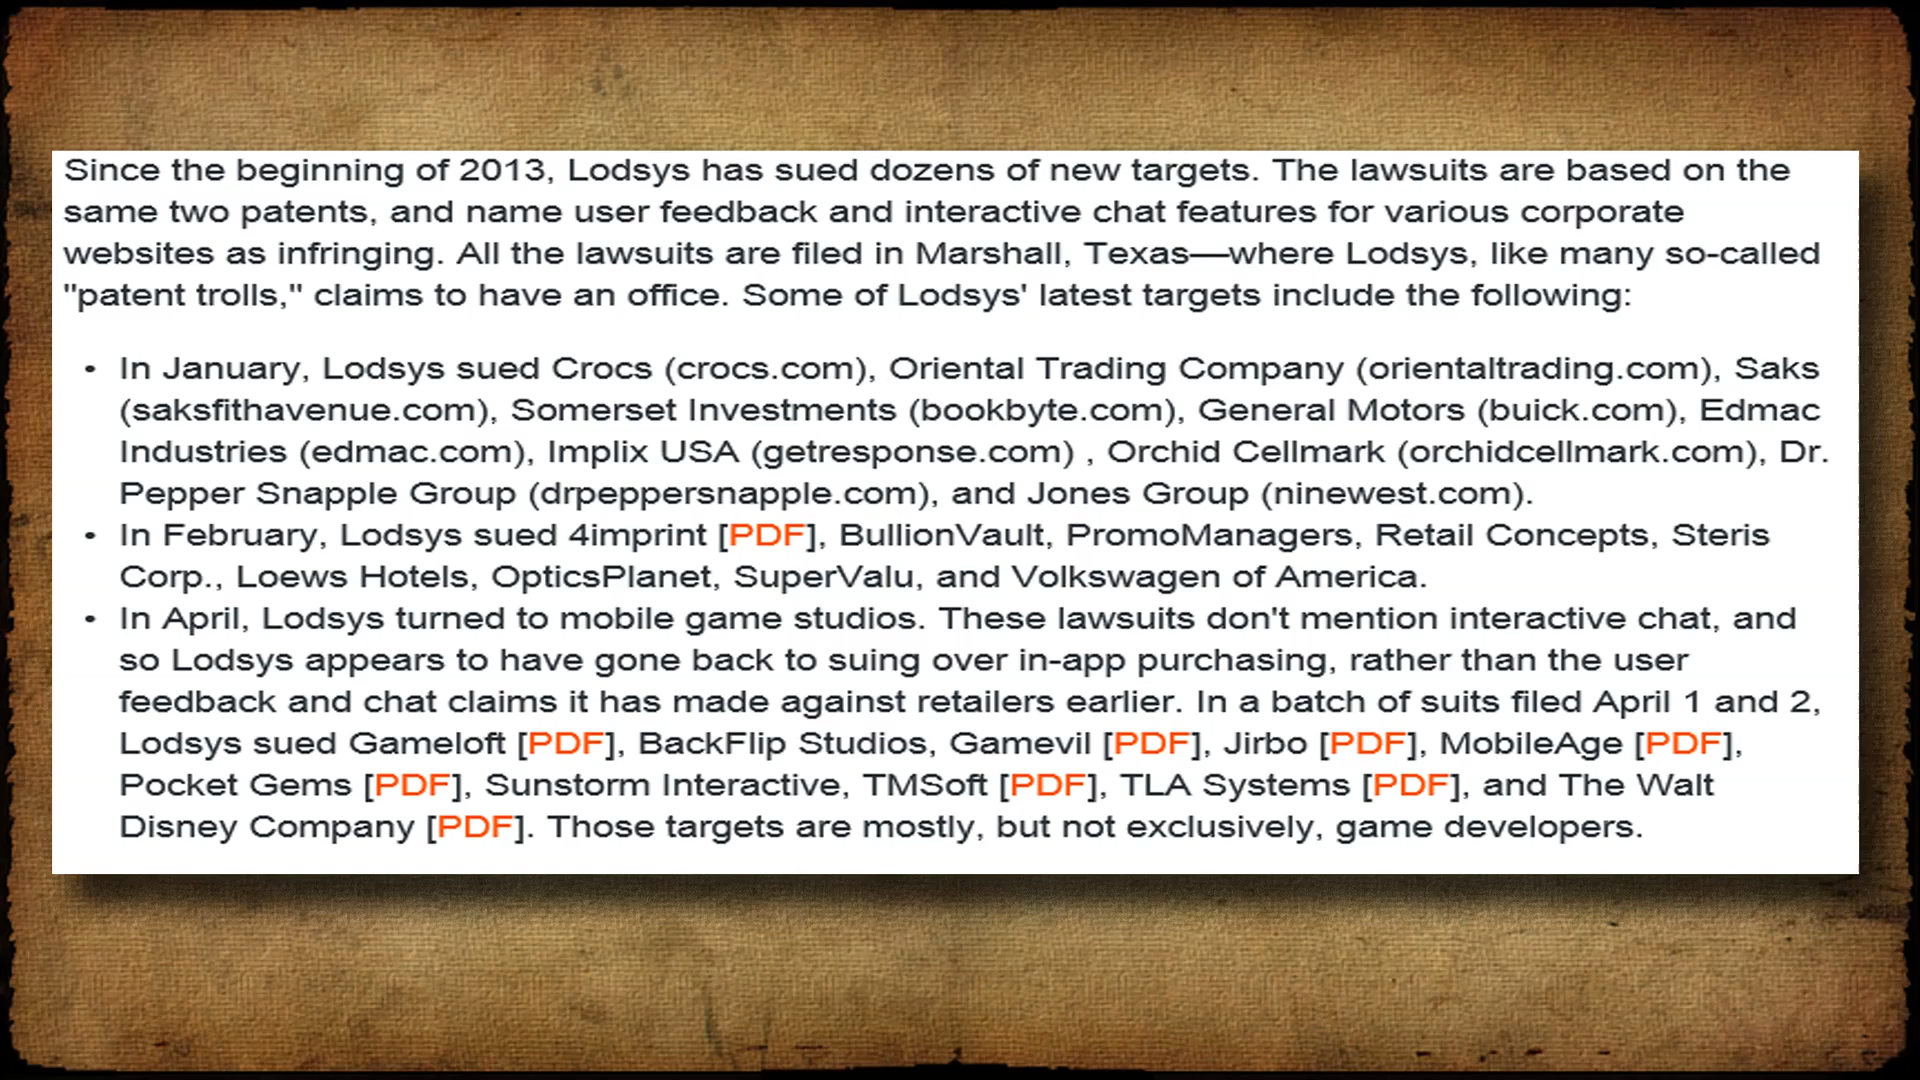 Since the beginning of 2013, Lodsys has sued dozens of new targets. The lawsuits are based on the
same two patents, and name user feedback and interactive chat features for various corporate
websites as infringing. All the lawsuits are filed in Marshall, Texas—where Lodsys, like many so-called
"patent trolls," claims to have an office. Some of Lodsys' latest targets include the following:
• In January, Lodsys sued Crocs (crocs.com), Oriental Trading Company (orientaltrading.com), Saks
(saksfithavenue.com), Somerset Investments (bookbyte.com), General Motors (buick.com), Edmac
Industries (edmac.com), Implix USA (getresponse.com) , Orchid Cellmark (orchidcellmark.com), Dr.
Pepper Snapple Group (drpeppersnapple.com), and Jones Group (ninewest.com).
• In February, Lodsys sued 4imprint [PDF], BullionVault, PromoManagers, Retail Concepts, Steris
Corp., Loews Hotels, OpticsPlanet, SuperValu, and Volkswagen of America.
• In April, Lodsys turned to mobile game studios. These lawsuits don't mention interactive chat, and
so Lodsys appears to have gone back to suing over in-app purchasing, rather than the user
feedback and chat claims it has made against retailers earlier. In a batch of suits filed April 1 and 2,
Lodsys sued Gameloft [PDF], BackFlip Studios, Gamevil [PDF], Jirbo [PDF], MobileAge [PDF],
Pocket Gems [PDF], Sunstorm Interactive, TMSoft [PDF], TLA Systems [PDF], and The Walt
Disney Company [PDF]. Those targets are mostly, but not exclusively, game developers.